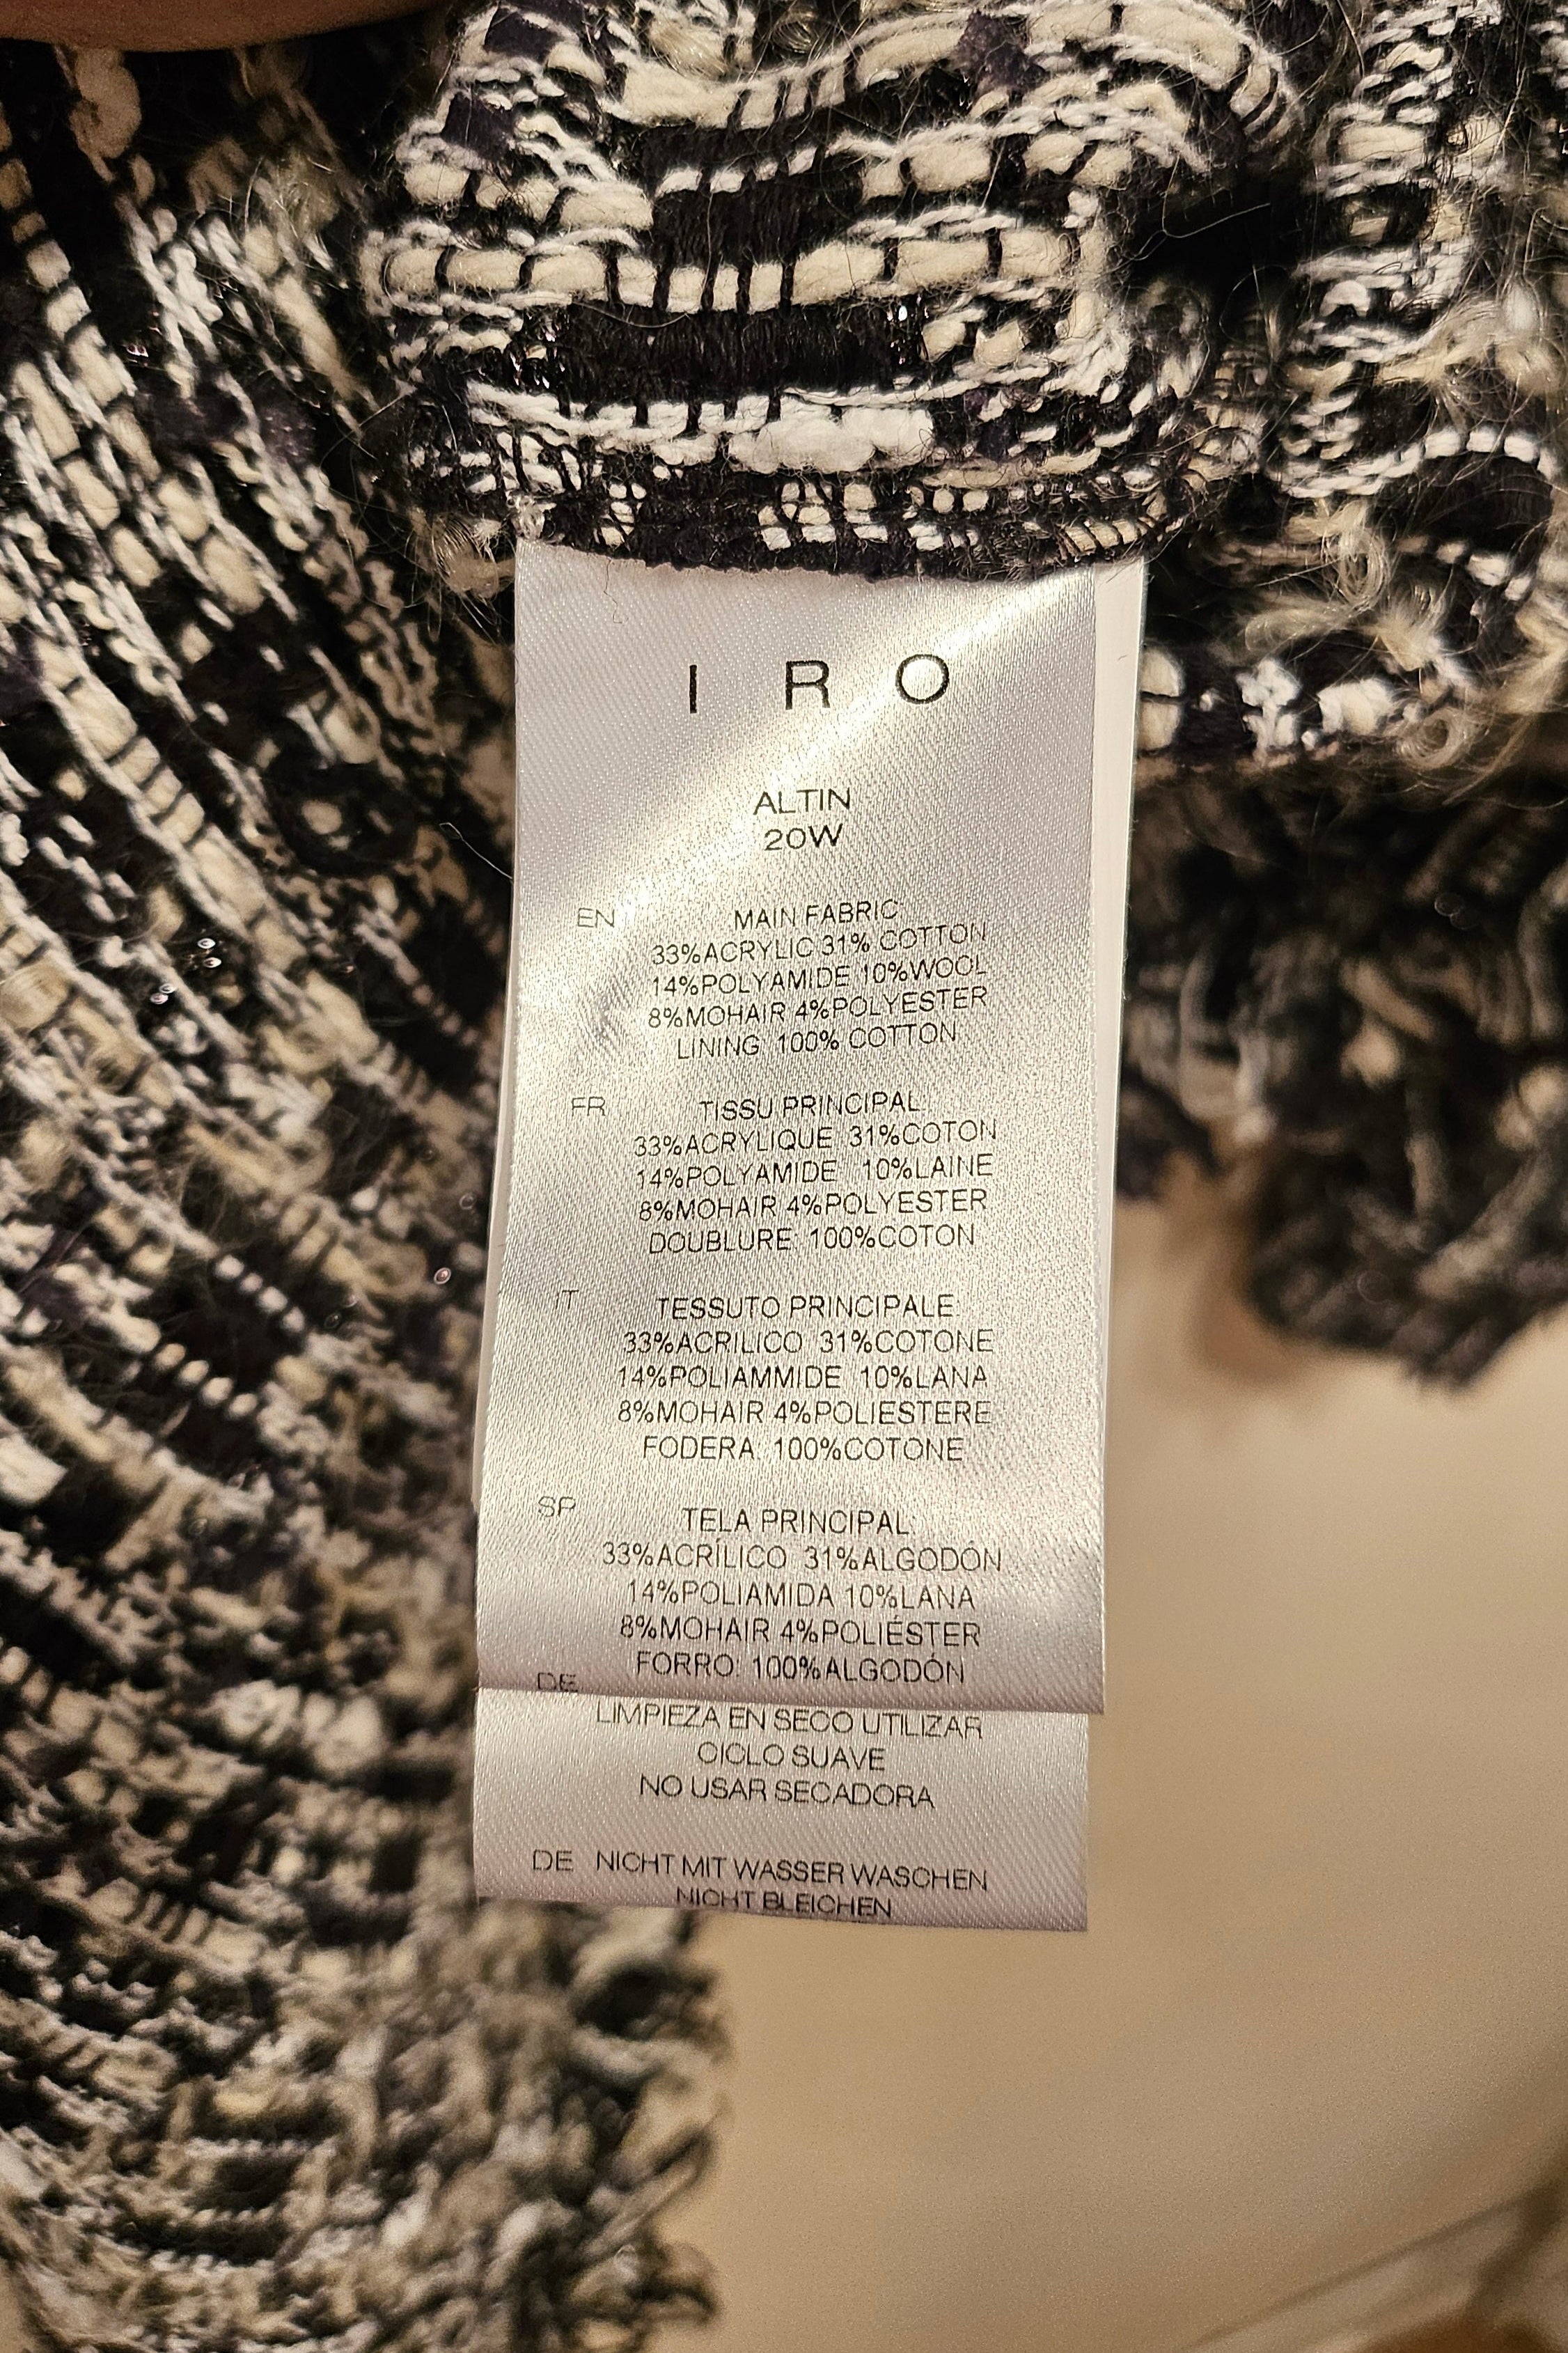 I R O
ALTIN
20W
EN MAIN FABRIC:
33%ACRYLIC 31% COTTON
14%POLYAMIDE 10%WOOL
8%MOHAIR 4%POLYESTER
LINING 100% COTTON
FR TISSU PRINCIPAL:
33%ACRYLIQUE 31%COTON
14%POLYAMIDE 10%LAINE
8%MOHAIR 4%POLYESTER
DOUBLURE: 100%COTON
IT TESSUTO PRINCIPALE:
33%ACRILICO 31%COTONE
14%POLIAMMIDE 10%LANA
8%MOHAIR 4%POLIESTERE
FODERA: 100%COTONE
SP TELA PRINCIPAL:
33%ACRÍLICO 31%ALGODÓN
14%POLIAMIDA 10%LANA
8%MOHAIR 4%POLIÉSTER
FORRO: 100%ALGODÓN
DE
LIMPIEZA EN SECO UTILIZAR
CICLO SUAVE
NO USAR SECADORA
DE NICHT MIT WASSER WASCHEN
NICHT BLEICHEN